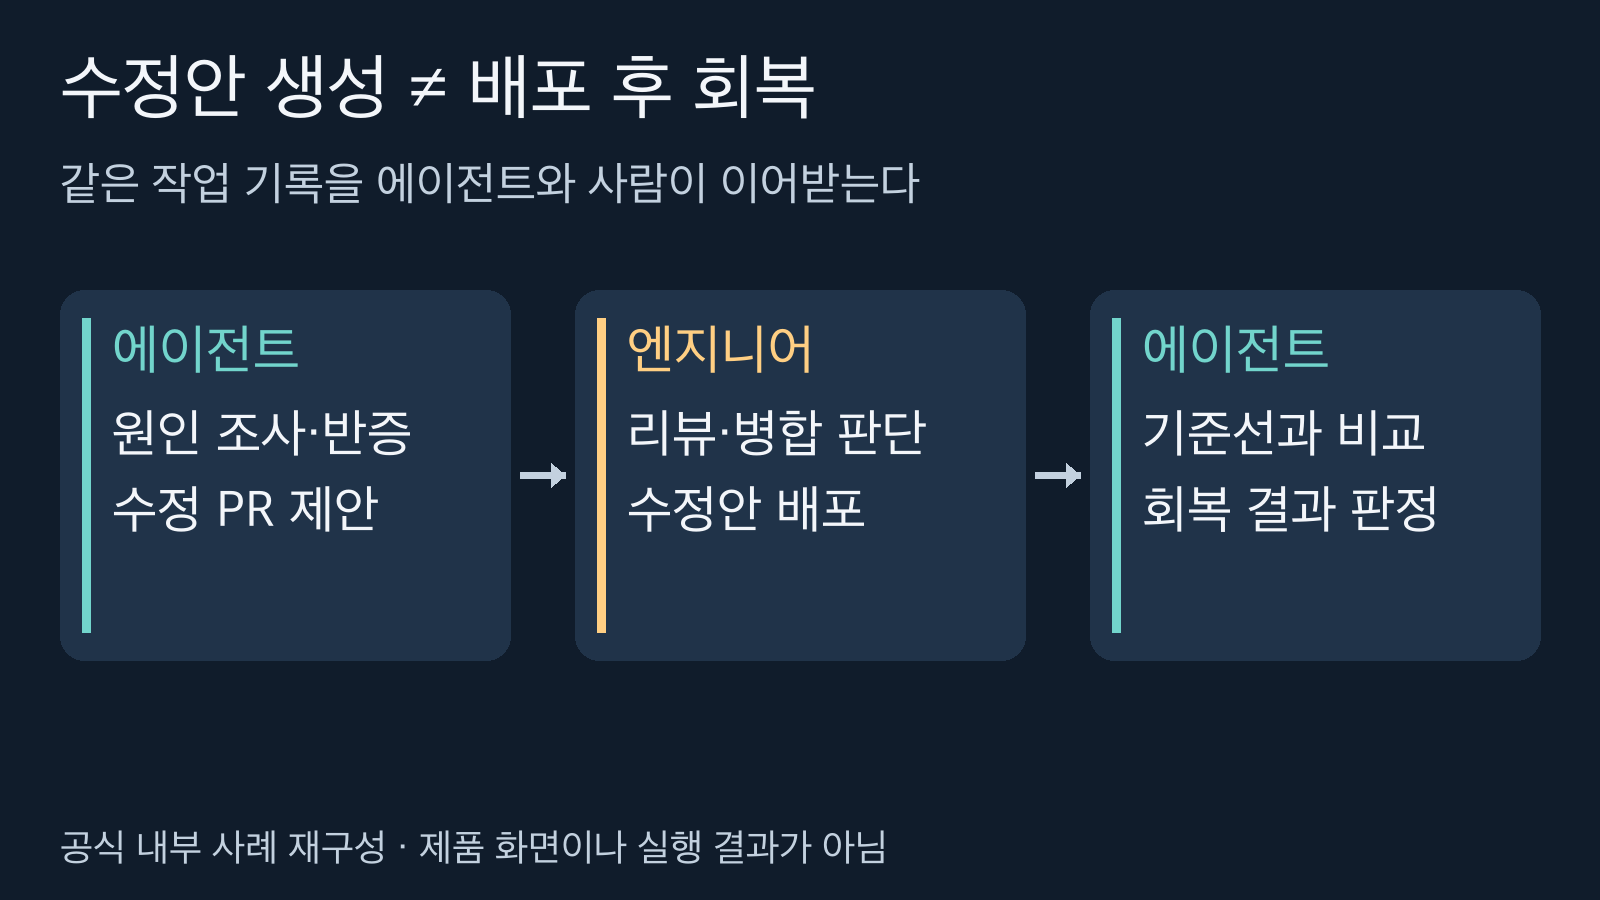 수정안 생성 ≠ 배포 후 회복
같은 작업 기록을 에이전트와 사람이 이어받는다
에이전트
원인 조사·반증
수정 PR 제안
엔지니어
리뷰·병합 판단
수정안 배포
에이전트
기준선과 비교
회복 결과 판정
공식 내부 사례 재구성 · 제품 화면이나 실행 결과가 아님